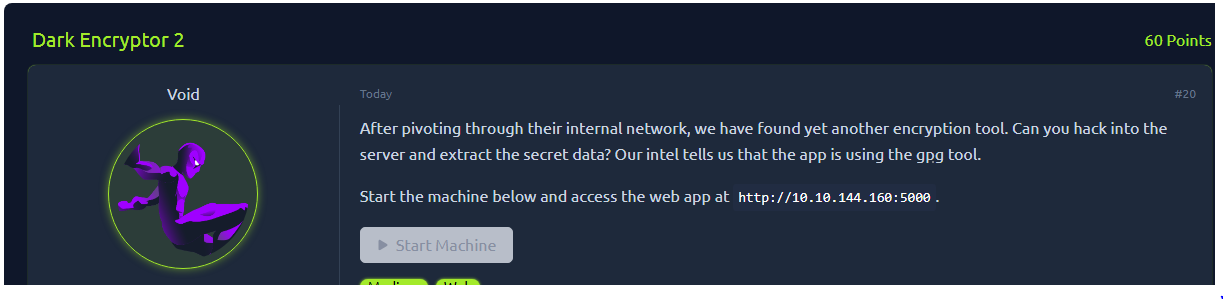 Dark Encryptor 2
60 Points
Void
Today
#20
After pivoting through their internal network, we have found yet another encryption tool. Can you hack into the
server and extract the secret data? Our intel tells us that the app is using the gpg tool.
Start the machine below and access the web app at http://10.10.144.160:5000 .
Start Machine
Medium Web